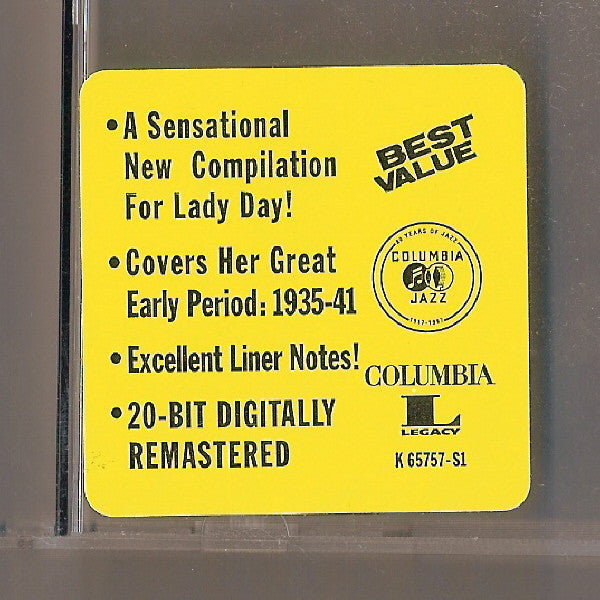 • A Sensational
New Compilation
For Lady Day!
• Covers Her Great
Early Period: 1935-41
• Excellent Liner Notes!
• 20-BIT DIGITALLY
REMASTERED
BEST
VALUE
COLUMBIA
JAZZ
COLUMBIA
L
LEGACY
K 65757-S1